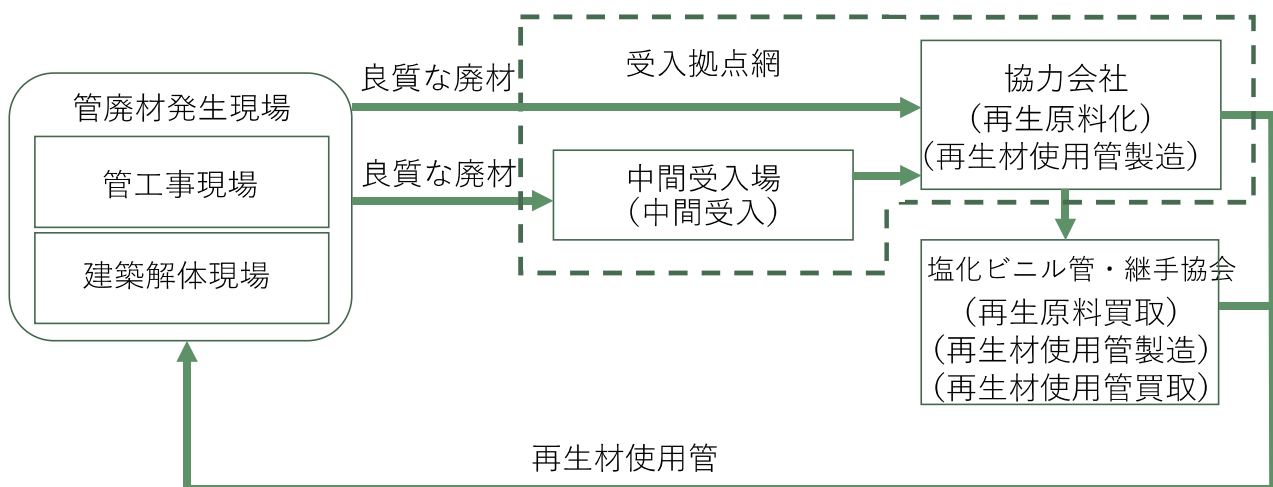 管廃材発生現場
管工事現場
建築解体現場
良質な廃材
良質な廃材
受入拠点網
中間受入場
(中間受入)
協力会社
(再生原料化)
(再生材使用管製造)
塩化ビニル管・継手協会
(再生原料買取)
(再生材使用管製造)
(再生材使用管買取)
再生材使用管